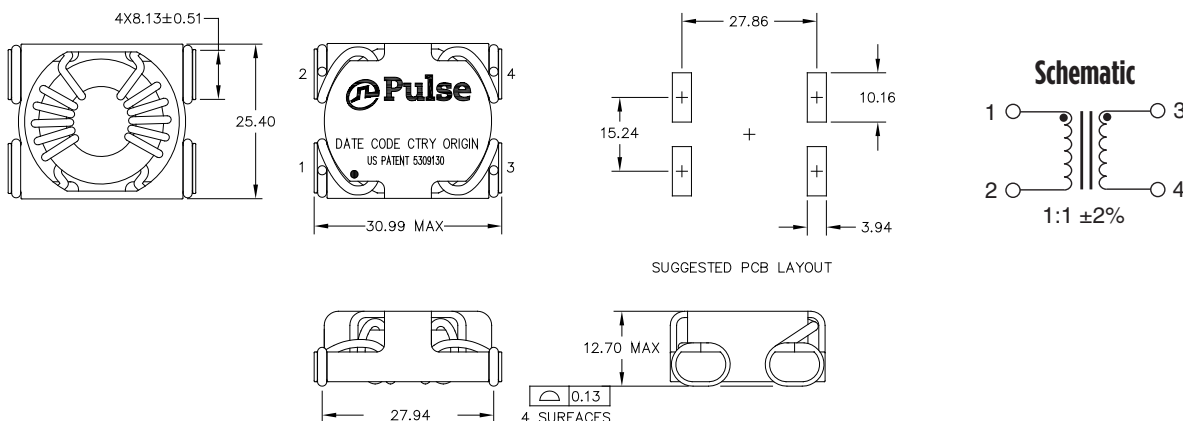 4X8.13±0.51
25.40
2
4
Pulse
DATE CODE CTRY ORIGIN
US PATENT 5309130
1
3
30.99 MAX
27.86
10.16
15.24
3.94
SUGGESTED PCB LAYOUT
Schematic
1
3
2
4
1:1 ±2%
27.94
12.70 MAX
⌓ 0.13
4 SURFACES